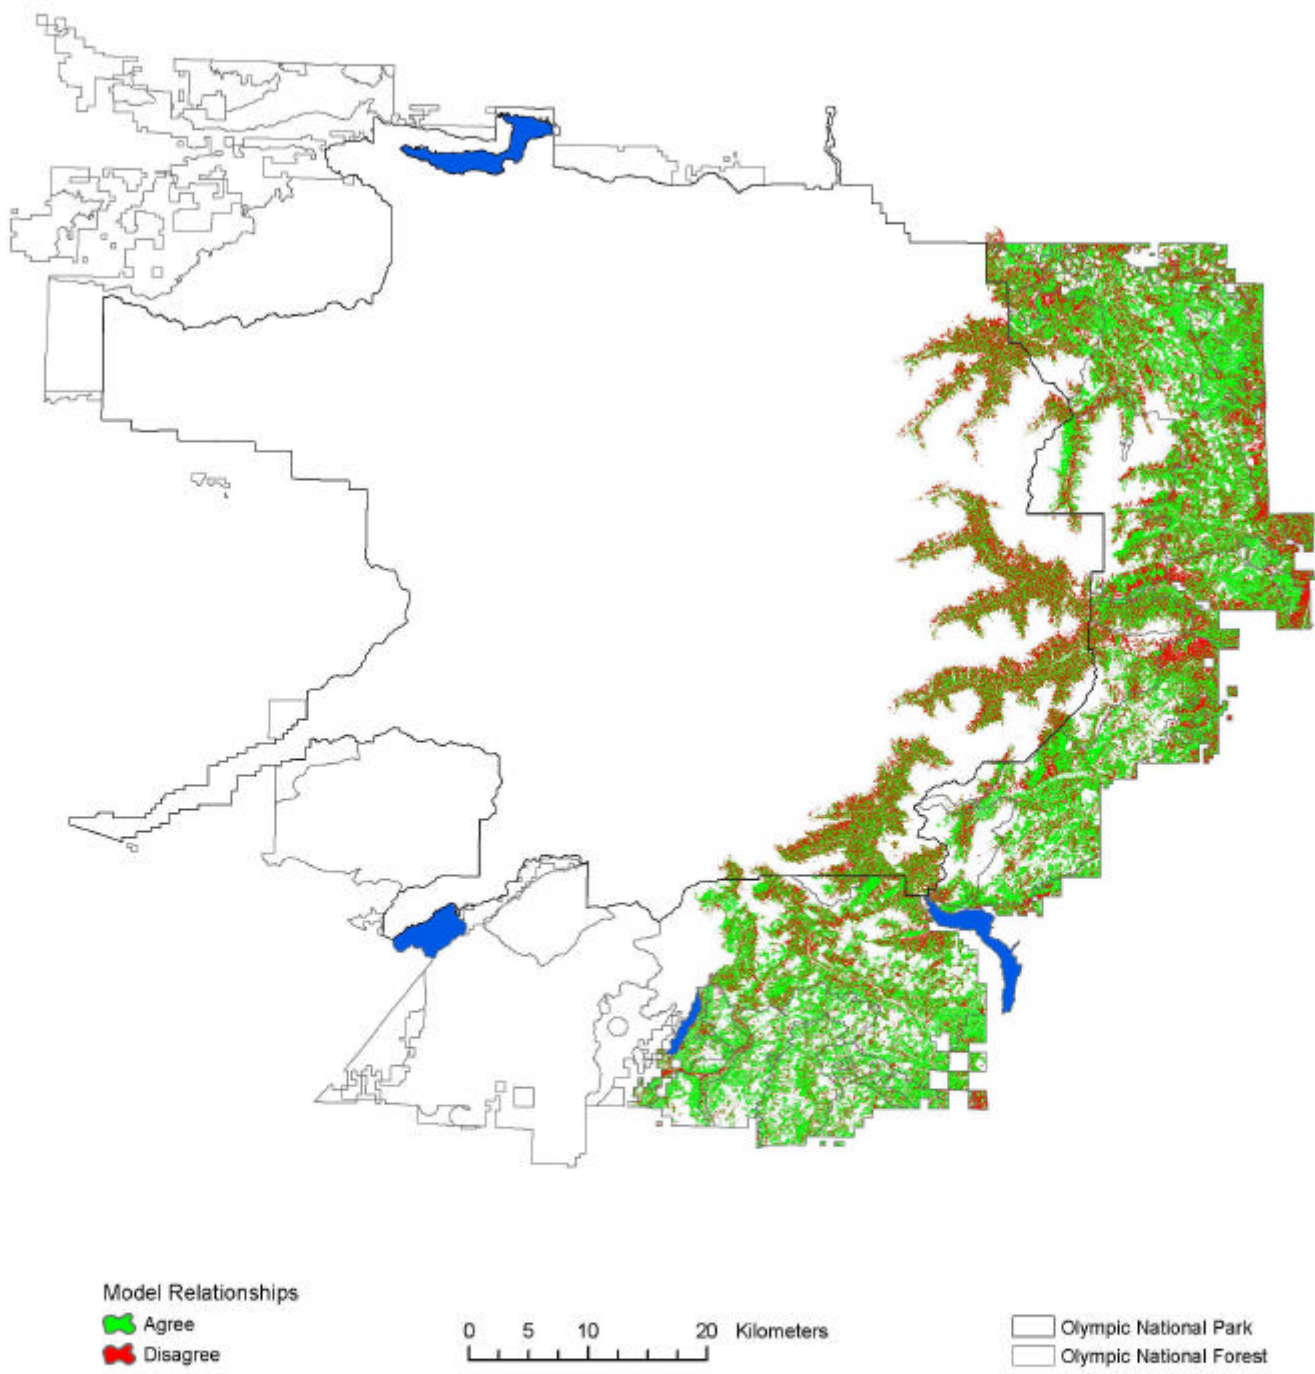 Model Relationships
Agree
Disagree
0 5 10 20 Kilometers
Olympic National Park
Olympic National Forest